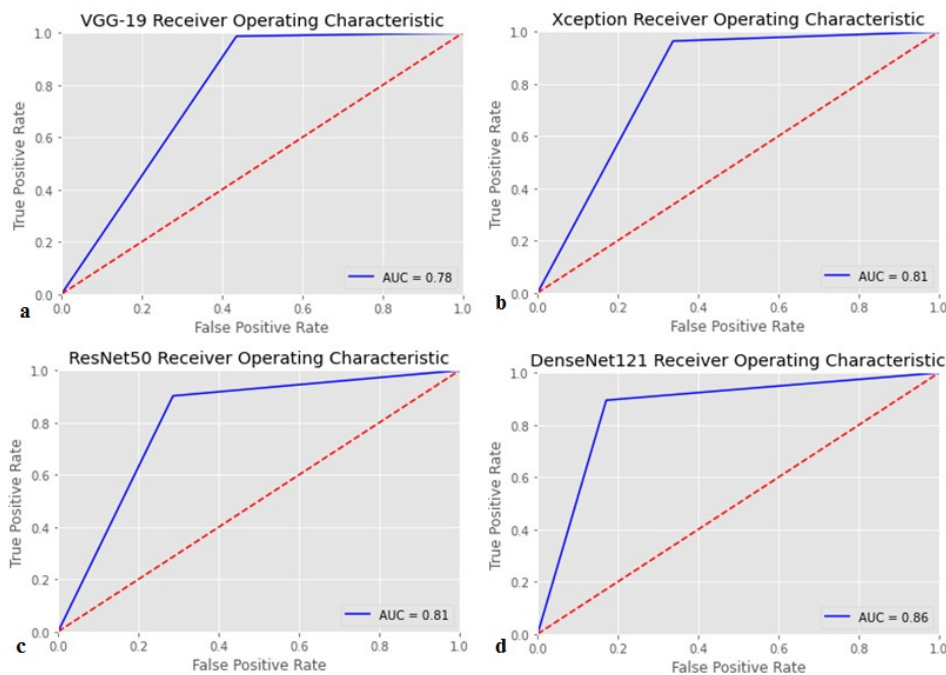 VGG-19 Receiver Operating Characteristic
1.0
0.8
0.6
0.4
0.2
0.0
True Positive Rate
AUC = 0.78
0.0 0.2 0.4 0.6 0.8 1.0
False Positive Rate
a
Xception Receiver Operating Characteristic
1.0
0.8
0.6
0.4
0.2
0.0
True Positive Rate
AUC = 0.81
0.0 0.2 0.4 0.6 0.8 1.0
False Positive Rate
b
ResNet50 Receiver Operating Characteristic
1.0
0.8
0.6
0.4
0.2
0.0
True Positive Rate
AUC = 0.81
0.0 0.2 0.4 0.6 0.8 1.0
False Positive Rate
c
DenseNet121 Receiver Operating Characteristic
1.0
0.8
0.6
0.4
0.2
0.0
True Positive Rate
AUC = 0.86
0.0 0.2 0.4 0.6 0.8 1.0
False Positive Rate
d